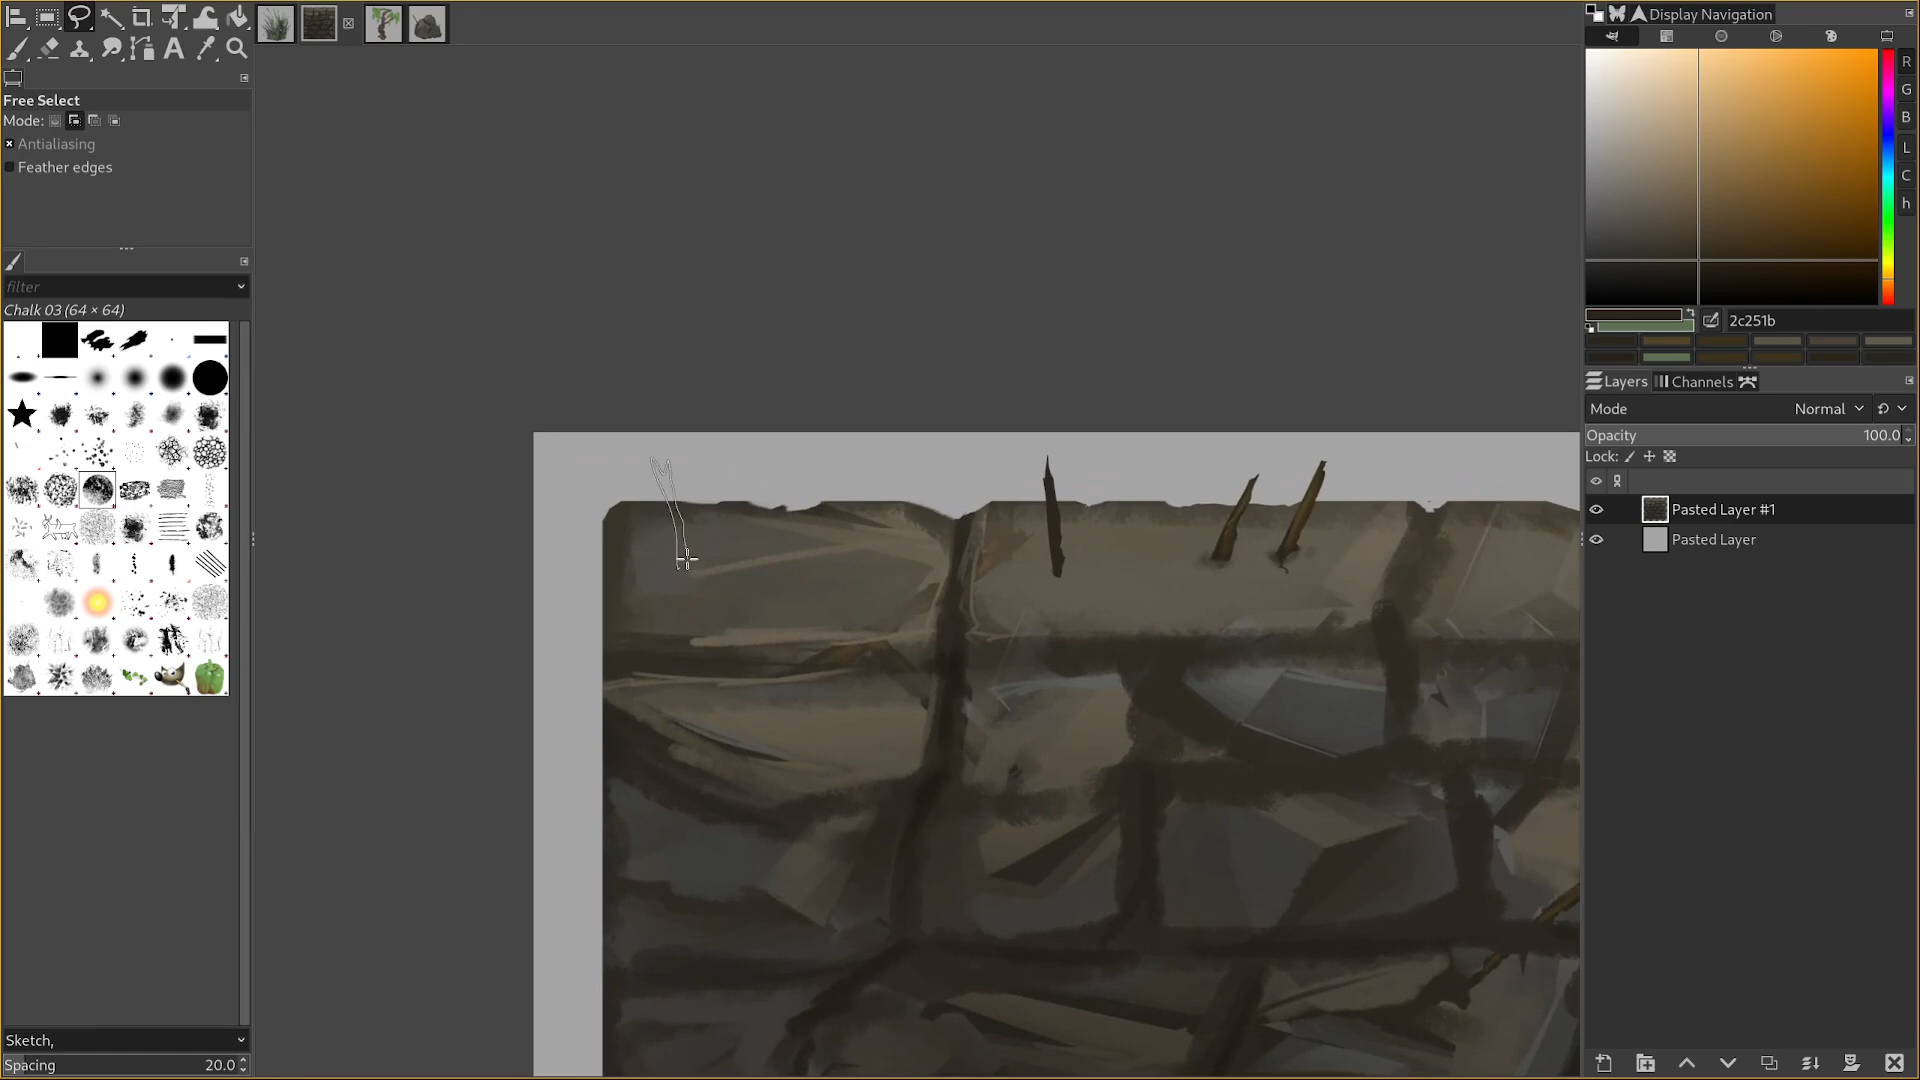 Display Navigation
Free Select
Mode:
Antialiasing
Feather edges
filter
Chalk 03 (64 × 64)
Sketch,
Spacing 20.0
R
G
B
L
C
h
2c251b
Layers Channels
Mode Normal
Opacity 100.0
Lock:
Pasted Layer #1
Pasted Layer